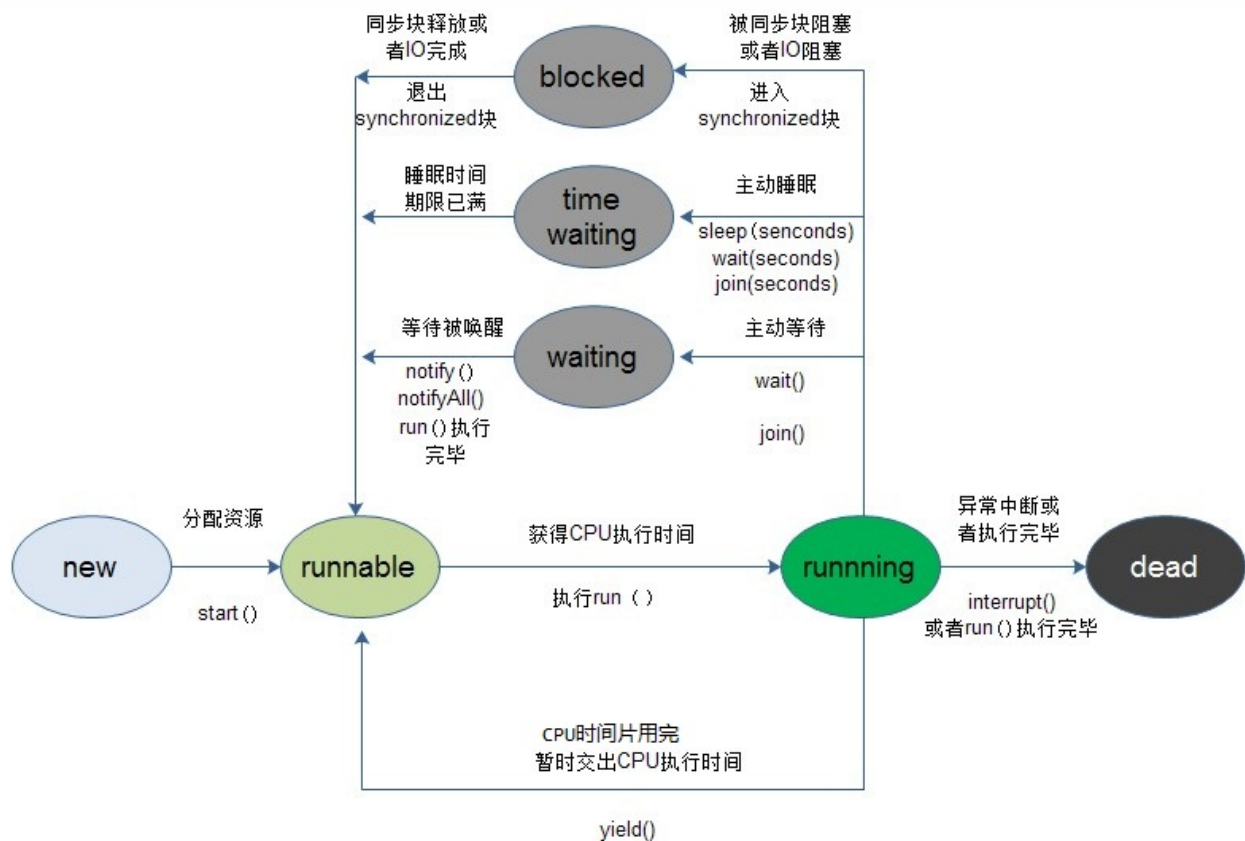 同步块释放或
者IO完成
退出
synchronized块
blocked
被同步块阻塞
或者IO阻塞
进入
synchronized块
睡眠时间
期限已满
time
waiting
主动睡眠
sleep(senconds)
wait(seconds)
join(seconds)
等待被唤醒
notify()
notifyAll()
run()执行
完毕
waiting
主动等待
wait()
join()
new
分配资源
start()
runnable
获得CPU执行时间
执行run（）
runnning
异常中断或
者执行完毕
interrupt()
或者run()执行完毕
dead
CPU时间片用完
暂时交出CPU执行时间
yield()